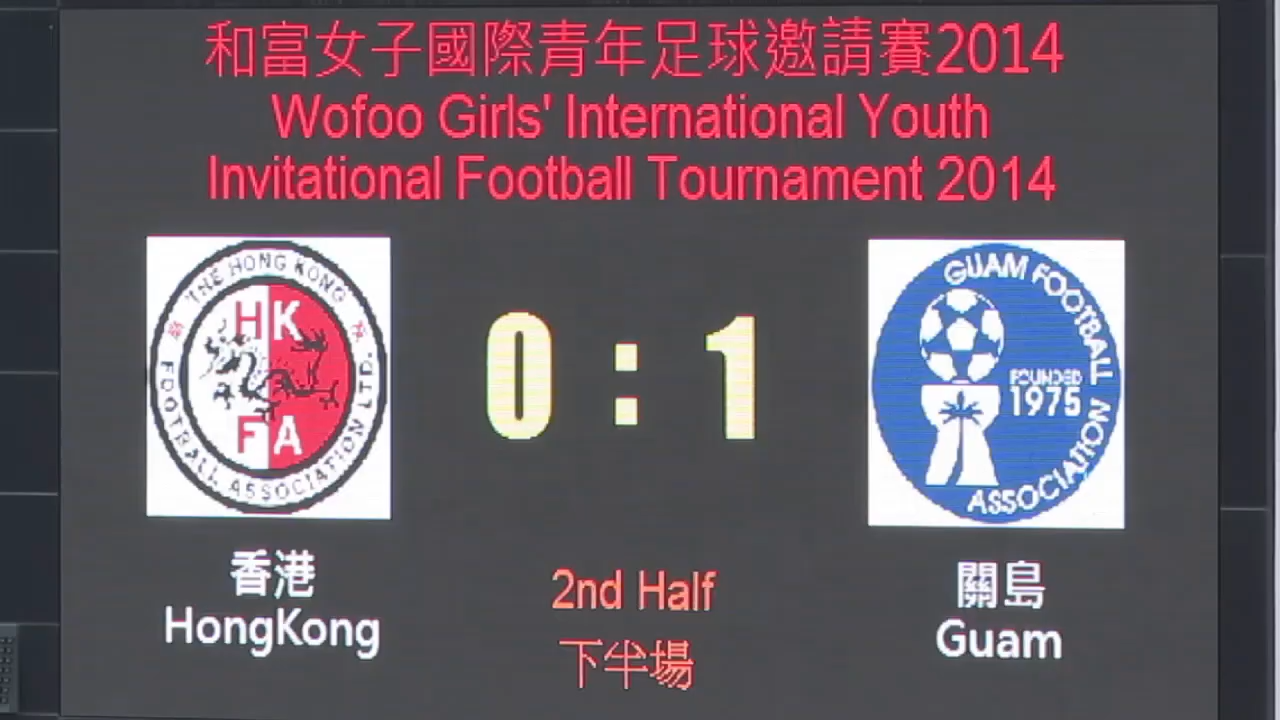 和富女子國際青年足球邀請賽2014
Wofoo Girls' International Youth
Invitational Football Tournament 2014
THE HONG KONG
FOOTBALL ASSOCIATION LTD.
HK
FA
0 : 1
GUAM FOOTBALL
ASSOCIATION
FOUNDED
1975
香港
HongKong
2nd Half
下半場
關島
Guam